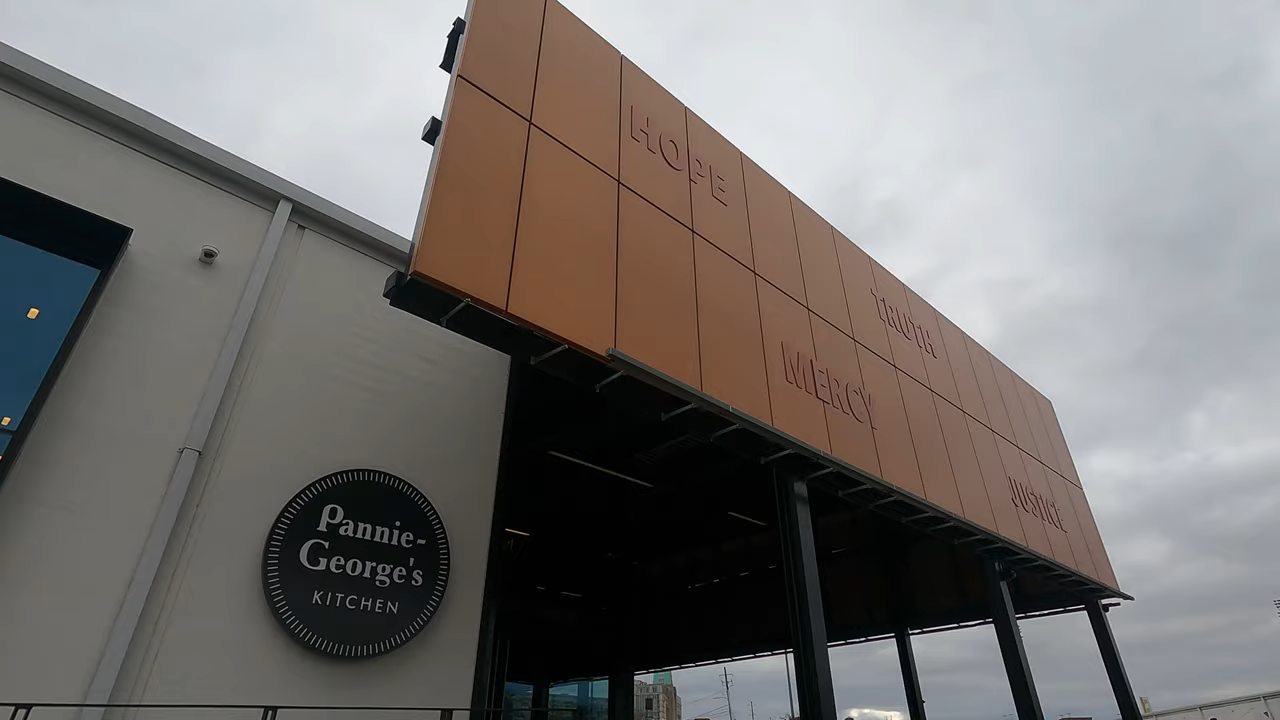 HOPE
TRUTH
MERCY
JUSTICE
Pannie-
George's
KITCHEN